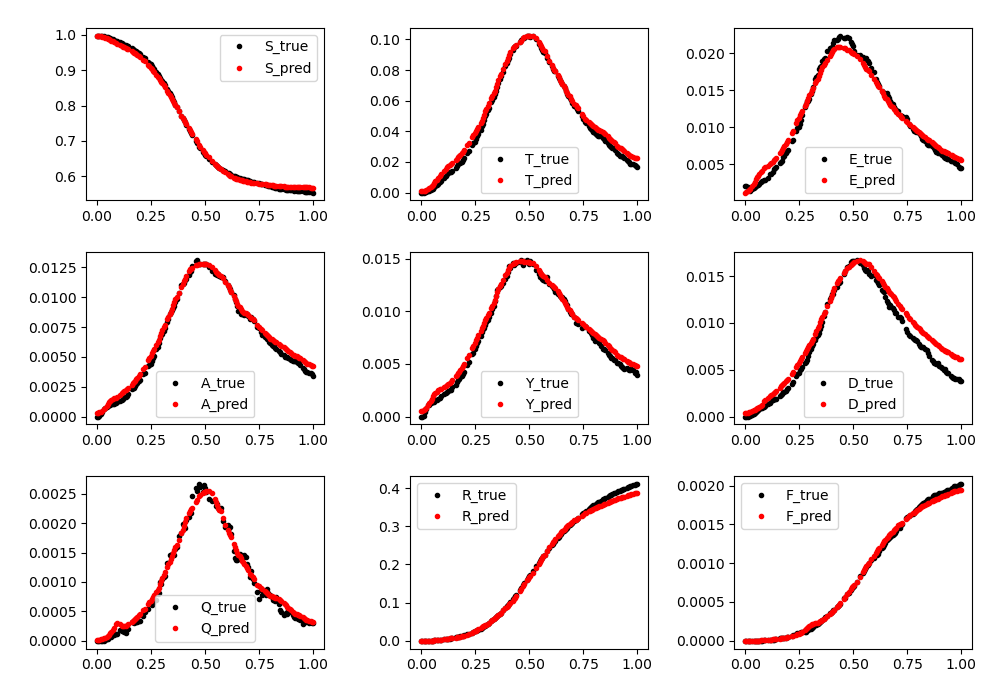 1.0
0.9
0.8
0.7
0.6
0.00 0.25 0.50 0.75 1.00
S_true
S_pred
0.10
0.08
0.06
0.04
0.02
0.00
0.00 0.25 0.50 0.75 1.00
T_true
T_pred
0.020
0.015
0.010
0.005
0.00 0.25 0.50 0.75 1.00
E_true
E_pred
0.0125
0.0100
0.0075
0.0050
0.0025
0.0000
0.00 0.25 0.50 0.75 1.00
A_true
A_pred
0.015
0.010
0.005
0.000
0.00 0.25 0.50 0.75 1.00
Y_true
Y_pred
0.015
0.010
0.005
0.000
0.00 0.25 0.50 0.75 1.00
D_true
D_pred
0.0025
0.0020
0.0015
0.0010
0.0005
0.0000
0.00 0.25 0.50 0.75 1.00
Q_true
Q_pred
0.4
0.3
0.2
0.1
0.0
0.00 0.25 0.50 0.75 1.00
R_true
R_pred
0.0020
0.0015
0.0010
0.0005
0.0000
0.00 0.25 0.50 0.75 1.00
F_true
F_pred